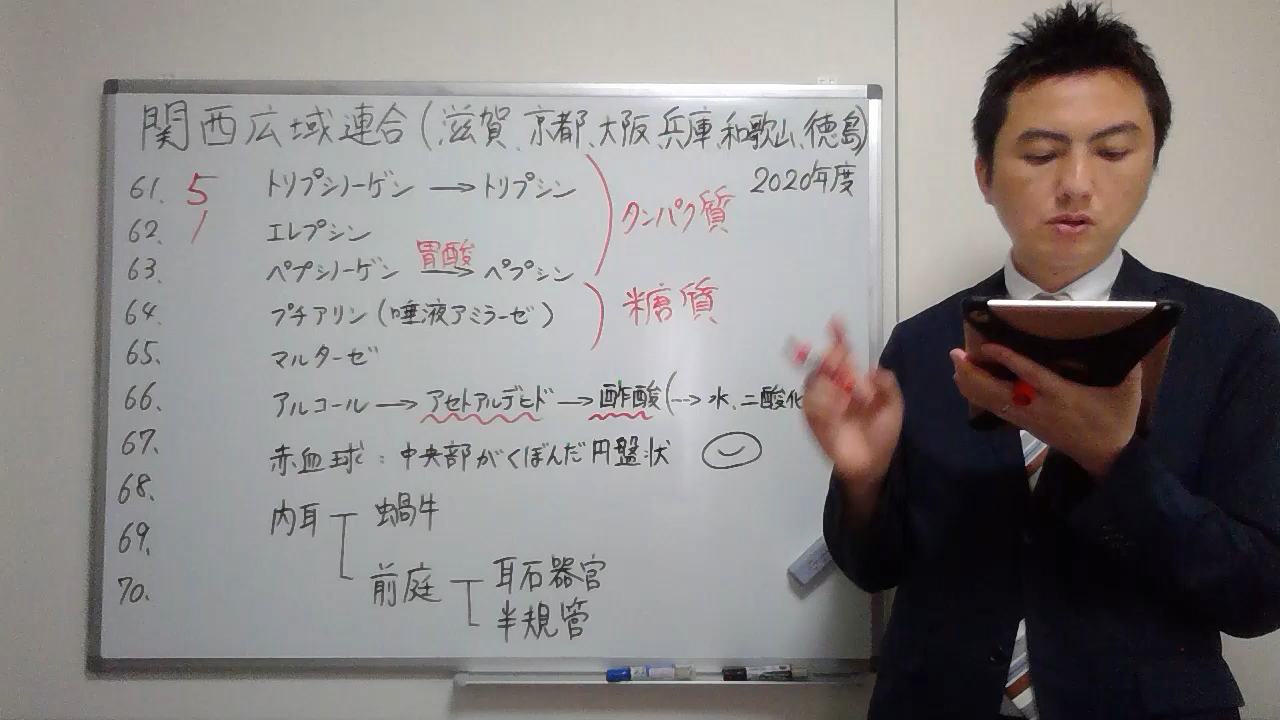 関西広域連合(滋賀、京都、大阪、兵庫、和歌山、徳島)
2020年度
61. 5 トリプシノーゲン → トリプシン
62. 1 エレプシン
タンパク質
63. ペプシノーゲン 胃酸 → ペプシン
64. プチアリン(唾液アミラーゼ)
糖質
65. マルターゼ
66. アルコール → アセトアルデヒド → 酢酸(--→ 水、二酸化
67. 赤血球:中央部がくぼんだ円盤状
68. 内耳 蝸牛
69.
70. 前庭 耳石器官
半規管